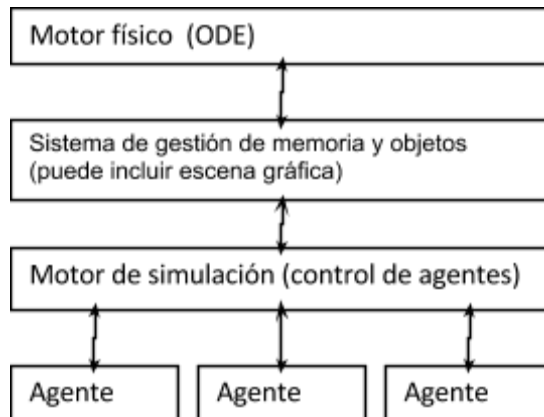 Motor físico (ODE)
Sistema de gestión de memoria y objetos
(puede incluir escena gráfica)
Motor de simulación (control de agentes)
Agente Agente Agente